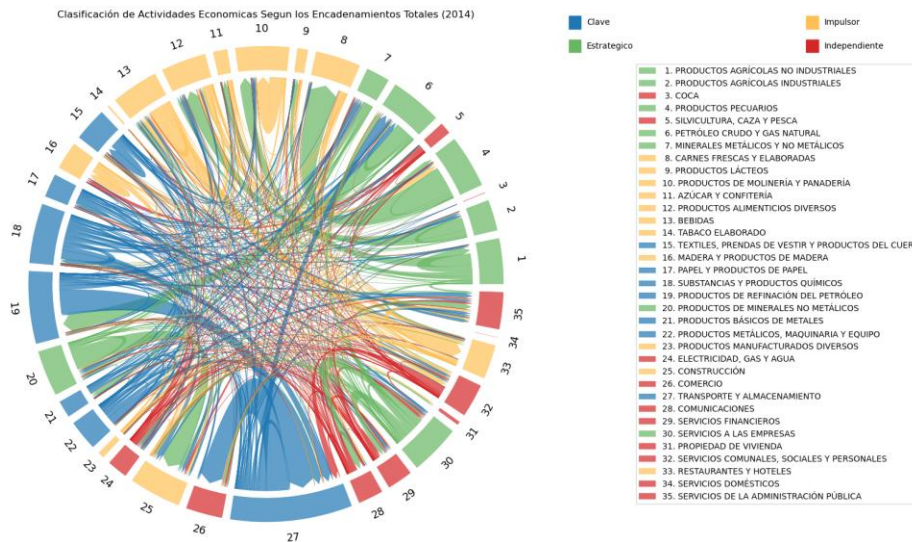 Clasificación de Actividades Economicas Segun los Encadenamientos Totales (2014)
Clave
Impulsor
Estrategico
Independiente
1. PRODUCTOS AGRÍCOLAS NO INDUSTRIALES
2. PRODUCTOS AGRÍCOLAS INDUSTRIALES
3. COCA
4. PRODUCTOS PECUARIOS
5. SILVICULTURA, CAZA Y PESCA
6. PETRÓLEO CRUDO Y GAS NATURAL
7. MINERALES METÁLICOS Y NO METÁLICOS
8. CARNES FRESCAS Y ELABORADAS
9. PRODUCTOS LÁCTEOS
10. PRODUCTOS DE MOLINERÍA Y PANADERÍA
11. AZÚCAR Y CONFITERÍA
12. PRODUCTOS ALIMENTICIOS DIVERSOS
13. BEBIDAS
14. TABACO ELABORADO
15. TEXTILES, PRENDAS DE VESTIR Y PRODUCTOS DEL CUER
16. MADERA Y PRODUCTOS DE MADERA
17. PAPEL Y PRODUCTOS DE PAPEL
18. SUBSTANCIAS Y PRODUCTOS QUÍMICOS
19. PRODUCTOS DE REFINACIÓN DEL PETRÓLEO
20. PRODUCTOS DE MINERALES NO METÁLICOS
21. PRODUCTOS BÁSICOS DE METALES
22. PRODUCTOS METÁLICOS, MAQUINARIA Y EQUIPO
23. PRODUCTOS MANUFACTURADOS DIVERSOS
24. ELECTRICIDAD, GAS Y AGUA
25. CONSTRUCCIÓN
26. COMERCIO
27. TRANSPORTE Y ALMACENAMIENTO
28. COMUNICACIONES
29. SERVICIOS FINANCIEROS
30. SERVICIOS A LAS EMPRESAS
31. PROPIEDAD DE VIVIENDA
32. SERVICIOS COMUNALES, SOCIALES Y PERSONALES
33. RESTAURANTES Y HOTELES
34. SERVICIOS DOMÉSTICOS
35. SERVICIOS DE LA ADMINISTRACIÓN PÚBLICA
1
2
3
4
5
6
7
8
9
10
11
12
13
14
15
16
17
18
19
20
21
22
23
24
25
26
27
28
29
30
31
32
33
34
35